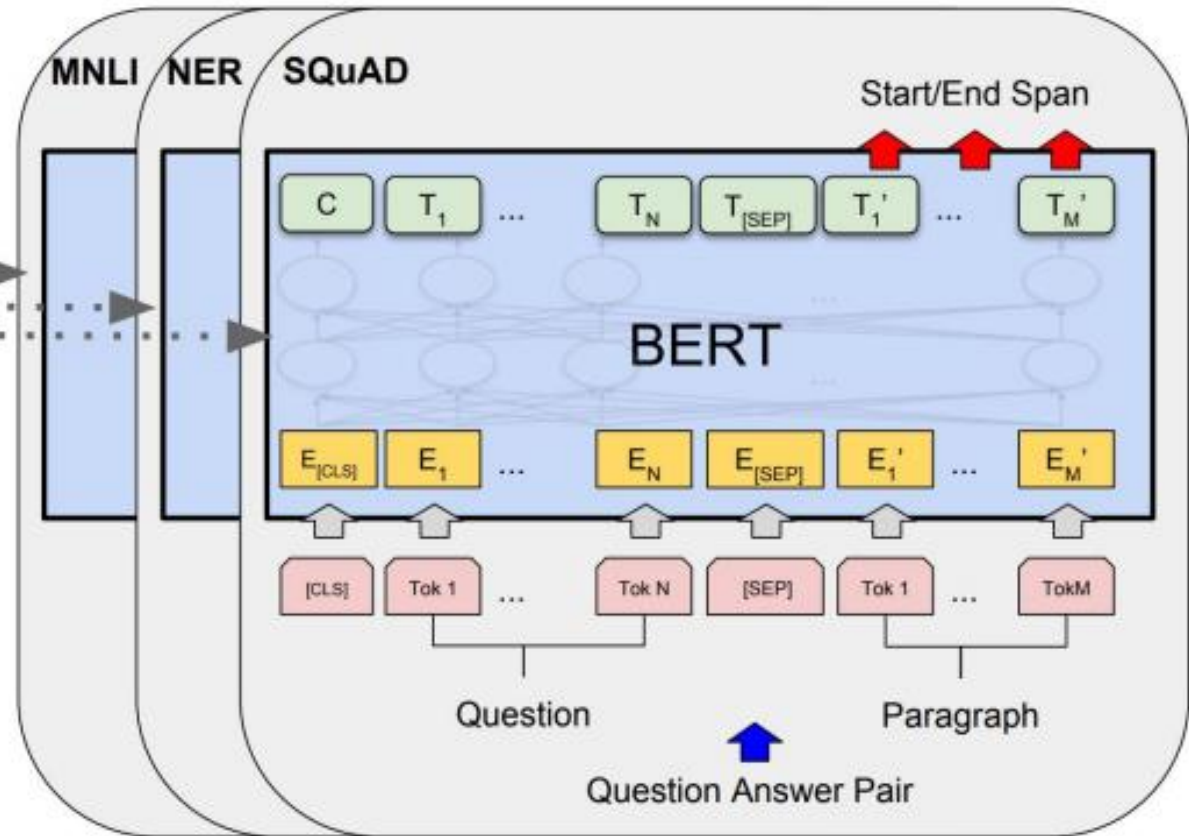 MNLI NER SQuAD
Start/End Span
C T1 ... TN T[SEP] T1' ... TM'
...
BERT
...
E[CLS] E1 ... EN E[SEP] E1' ... EM'
[CLS] Tok 1 ... Tok N [SEP] Tok 1 ... TokM
Question Paragraph
Question Answer Pair